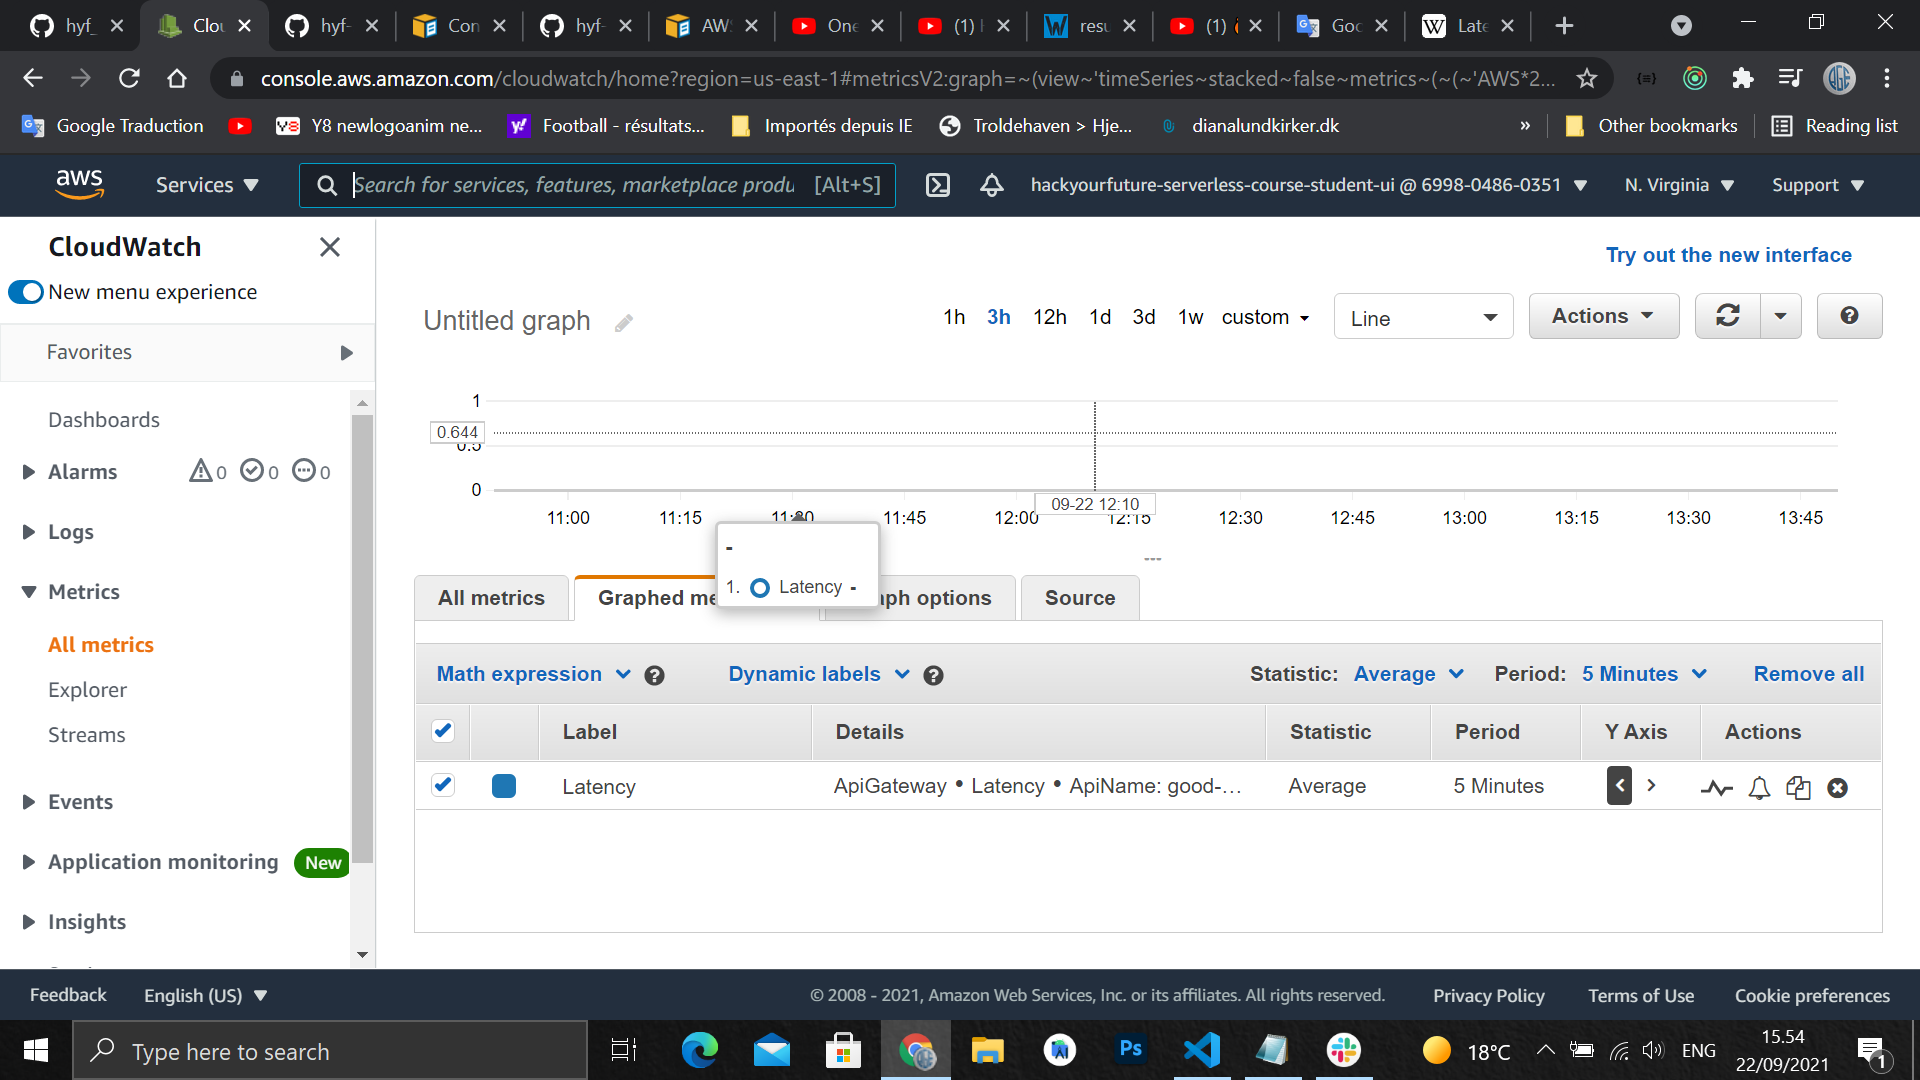 hyf_
Clou
hyf-
Con
hyf-
AWS
One
(1)
resu
(1)
Goo
Late
console.aws.amazon.com/cloudwatch/home?region=us-east-1#metricsV2:graph=~(view~'timeSeries~stacked~false~metrics~(~(~'AWS*2...
Google Traduction
Y8 newlogoanim ne...
Football - résultats...
Importés depuis IE
Troldehaven > Hje...
dianalundkirker.dk
»
Other bookmarks
Reading list
aws
Services
Search for services, features, marketplace produ
[Alt+S]
hackyourfuture-serverless-course-student-ui @ 6998-0486-0351
N. Virginia
Support
CloudWatch
New menu experience
Favorites
Dashboards
Alarms
0
0
0
Logs
Metrics
All metrics
Explorer
Streams
Events
Application monitoring
New
Insights
Try out the new interface
Untitled graph
1h 3h 12h 1d 3d 1w custom
Line
Actions
1
0.644
0.5
0
09-22 12:10
11:00 11:15 11:30 11:45 12:00 12:15 12:30 12:45 13:00 13:15 13:30 13:45
-
1. Latency -
All metrics
Graphed me
ph options
Source
Math expression
Dynamic labels
Statistic: Average
Period: 5 Minutes
Remove all
Label Details Statistic Period Y Axis Actions
Latency ApiGateway • Latency • ApiName: good-... Average 5 Minutes
Feedback
English (US)
© 2008 - 2021, Amazon Web Services, Inc. or its affiliates. All rights reserved.
Privacy Policy
Terms of Use
Cookie preferences
Type here to search
Ps
18°C
ENG
15.54
22/09/2021
1